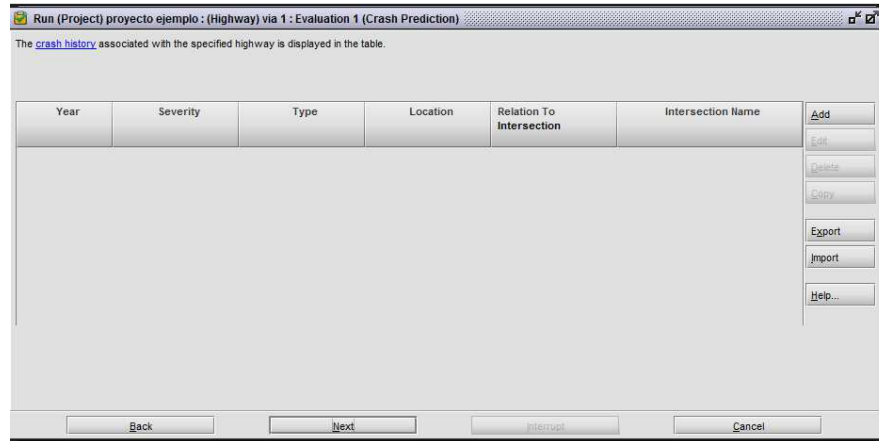 Run (Project) proyecto ejemplo : (Highway) via 1 : Evaluation 1 (Crash Prediction)
The crash history associated with the specified highway is displayed in the table.
Year
Severity
Type
Location
Relation To
Intersection
Intersection Name
Add
Edit
Delete
Copy
Export
Import
Help...
Back
Next
Interrupt
Cancel